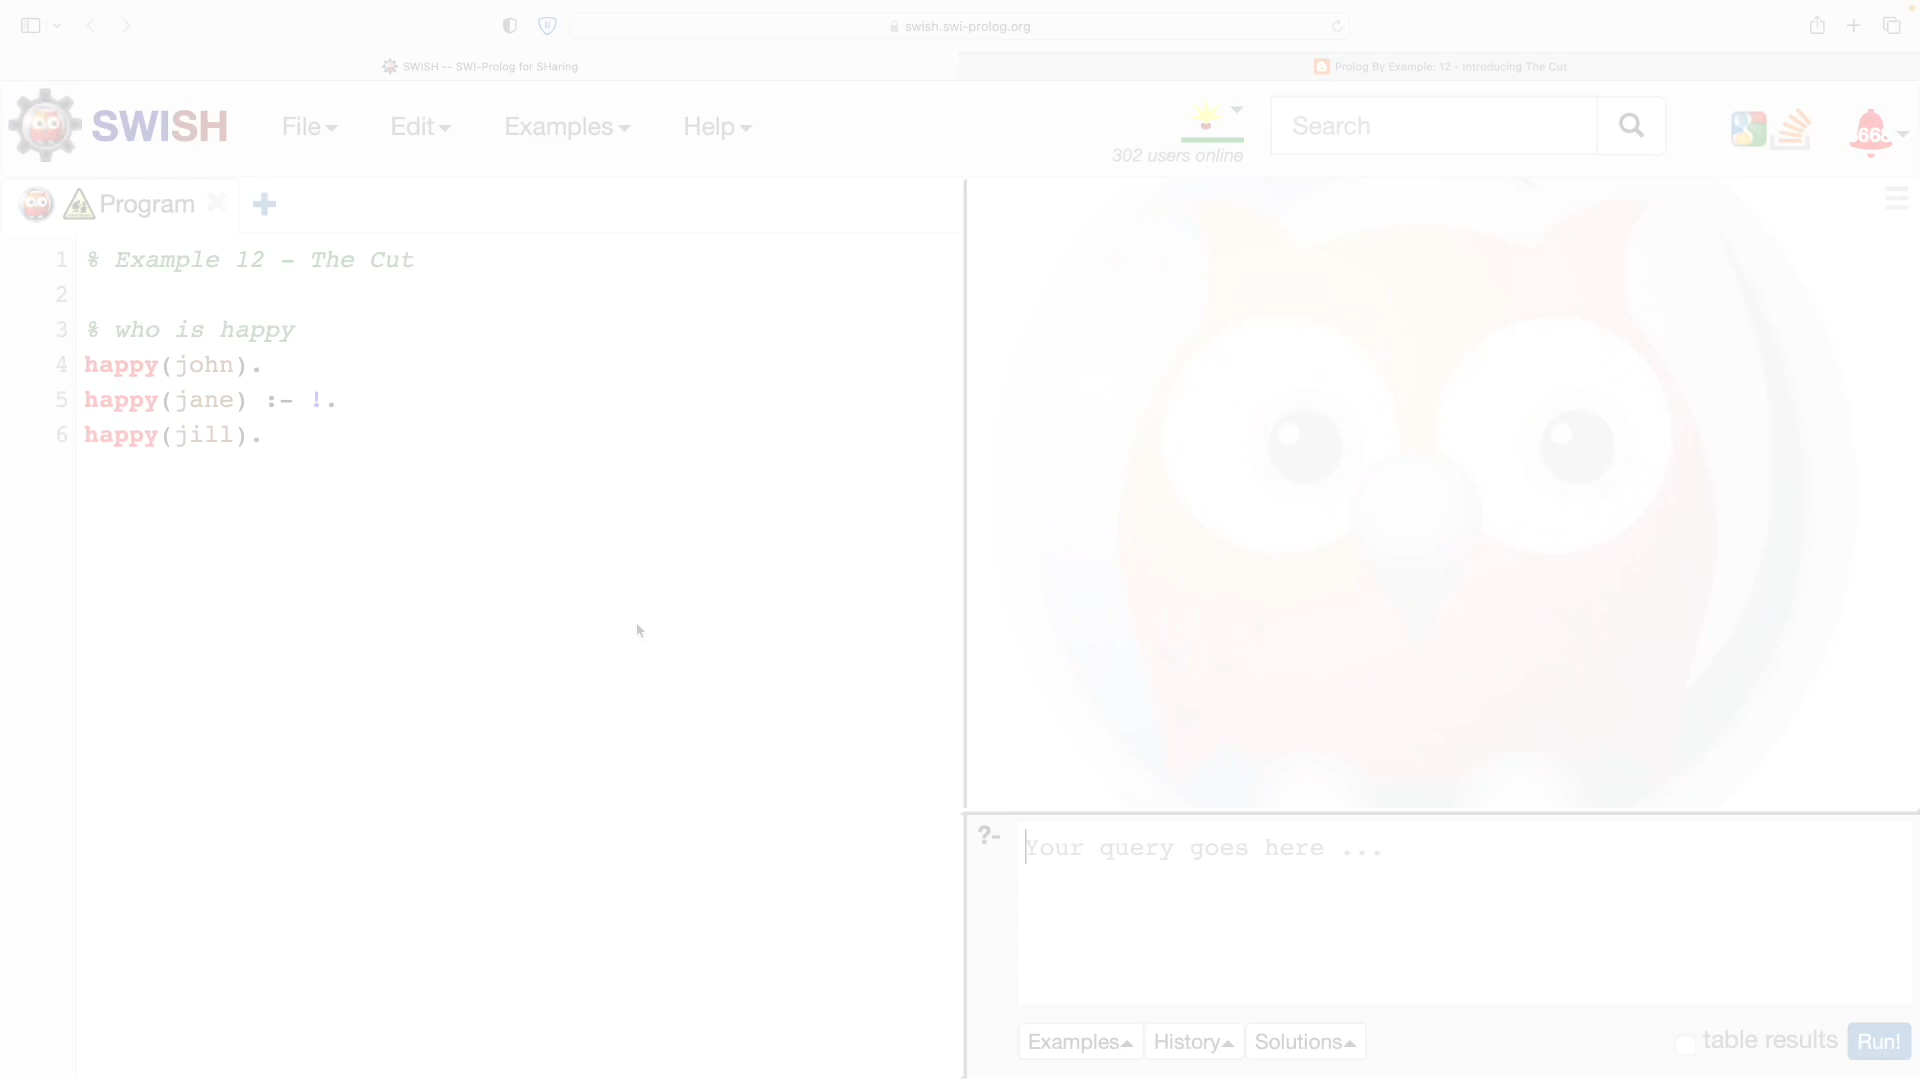 swish.swi-prolog.org
SWISH -- SWI-Prolog for SHaring
Prolog By Example: 12 - Introducing The Cut
SWISH File Edit Examples Help
302 users online
Search
Program
1 % Example 12 - The Cut
2
3 % who is happy
4 happy(john).
5 happy(jane) :- !.
6 happy(jill).
?- Your query goes here ...
Examples History Solutions table results Run!